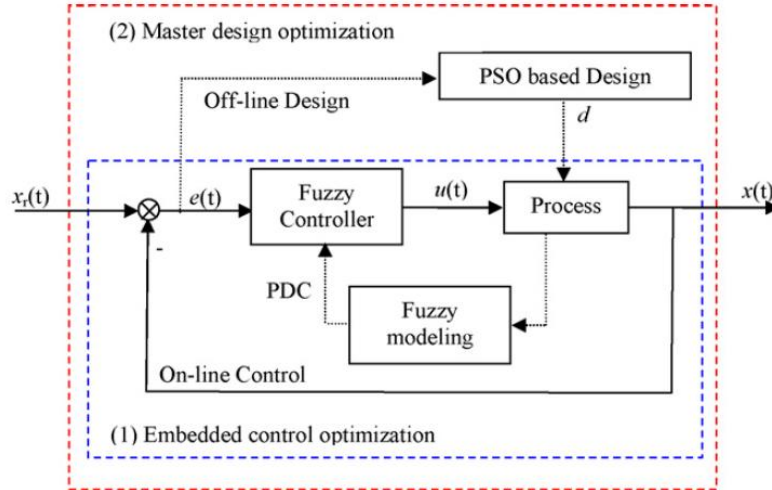 (2) Master design optimization
PSO based Design
Off-line Design
d
xr(t)
e(t)
Fuzzy
Controller
u(t)
Process
x(t)
-
PDC
Fuzzy
modeling
On-line Control
(1) Embedded control optimization